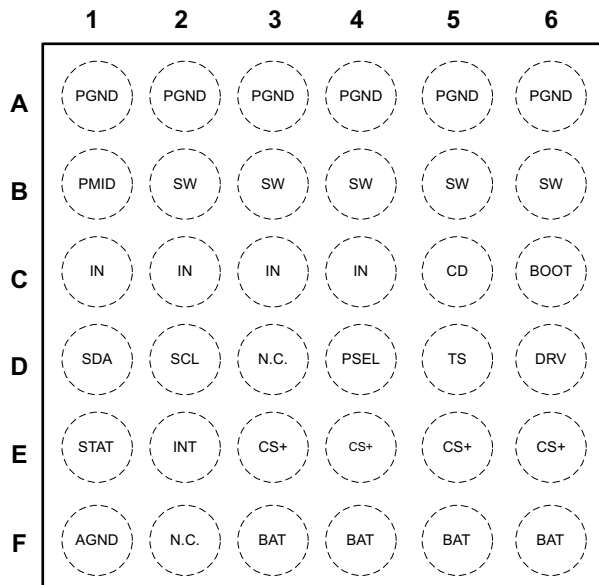 1 2 3 4 5 6
A PGND PGND PGND PGND PGND PGND
B PMID SW SW SW SW SW
C IN IN IN IN CD BOOT
D SDA SCL N.C. PSEL TS DRV
E STAT INT CS+ CS+ CS+ CS+
F AGND N.C. BAT BAT BAT BAT